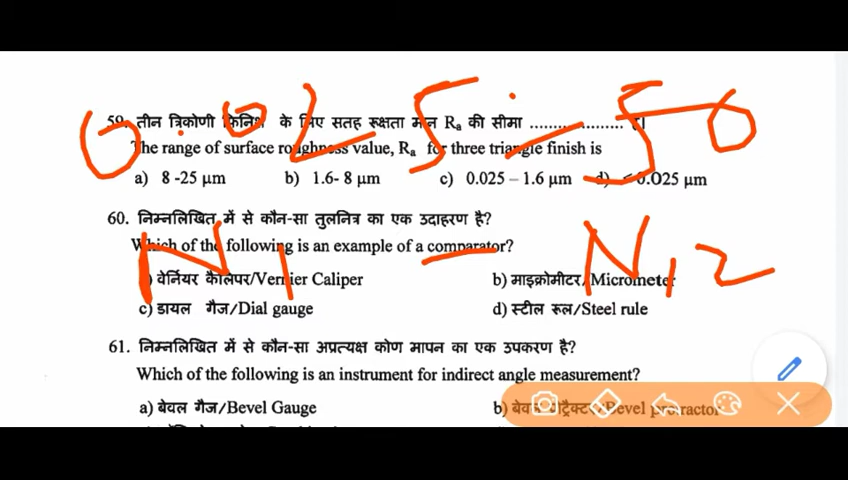 0.025 - 50
59. तीन त्रिकोणी फिनिश के लिए सतह रूक्षता मान Ra की सीमा ..................... है।
The range of surface roughness value, Ra for three triangle finish is
a) 8 -25 µm b) 1.6- 8 µm c) 0.025 – 1.6 µm d) < 0.025 µm
60. निम्नलिखित में से कौन-सा तुलनित्र का एक उदाहरण है?
Which of the following is an example of a comparator?
N1 - N12
a) वेर्नियर कैलिपर/Vernier Caliper b) माइक्रोमीटर/Micrometer
c) डायल गैज/Dial gauge d) स्टील रूल/Steel rule
61. निम्नलिखित में से कौन-सा अप्रत्यक्ष कोण मापन का एक उपकरण है?
Which of the following is an instrument for indirect angle measurement?
a) बेवल गैज/Bevel Gauge b) बेवल प्रोट्रैक्टर/Bevel protractor